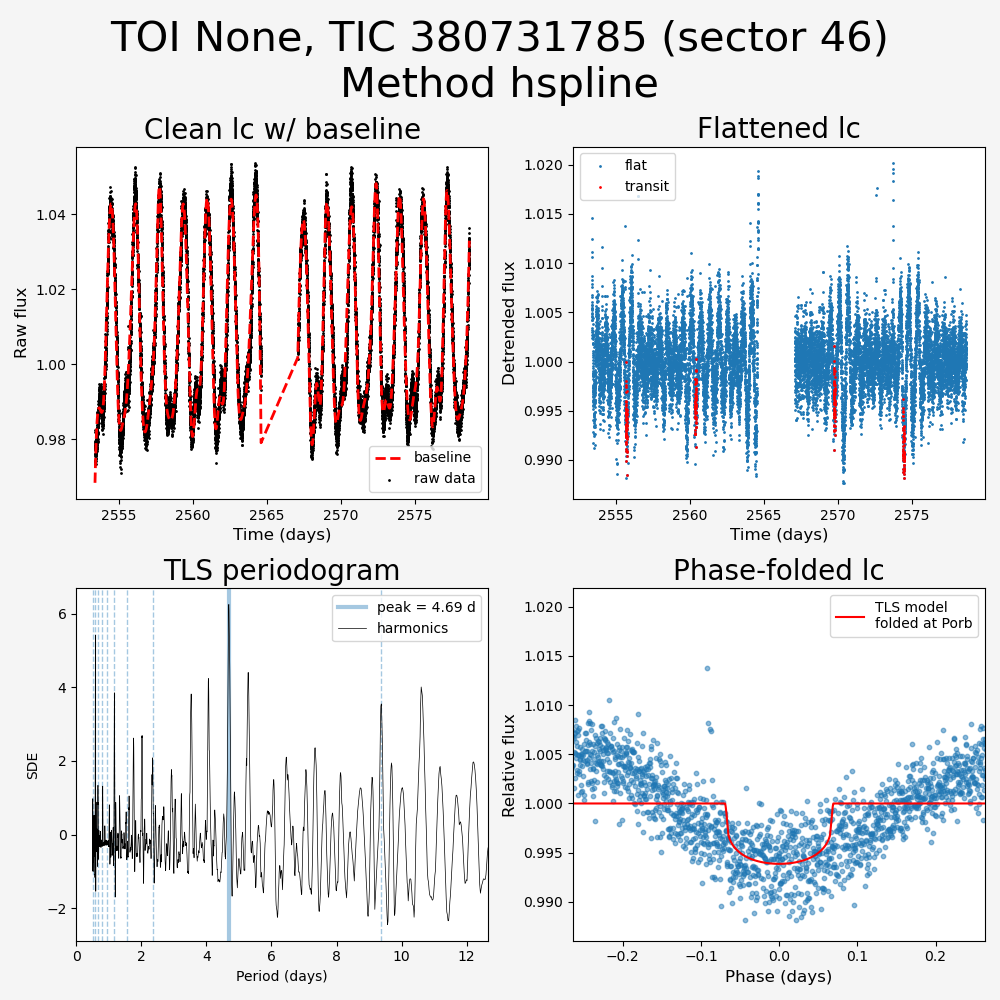 TOI None, TIC 380731785 (sector 46)
Method hspline
Clean lc w/ baseline
Raw flux
1.04
1.02
1.00
0.98
baseline
raw data
2555
2560
2565
2570
2575
Time (days)
Flattened lc
Detrended flux
1.020
1.015
1.010
1.005
1.000
0.995
0.990
flat
transit
2555
2560
2565
2570
2575
Time (days)
TLS periodogram
SDE
6
4
2
0
−2
peak = 4.69 d
harmonics
0
2
4
6
8
10
12
Period (days)
Phase-folded lc
Relative flux
1.020
1.015
1.010
1.005
1.000
0.995
0.990
TLS model
folded at Porb
−0.2
−0.1
0.0
0.1
0.2
Phase (days)